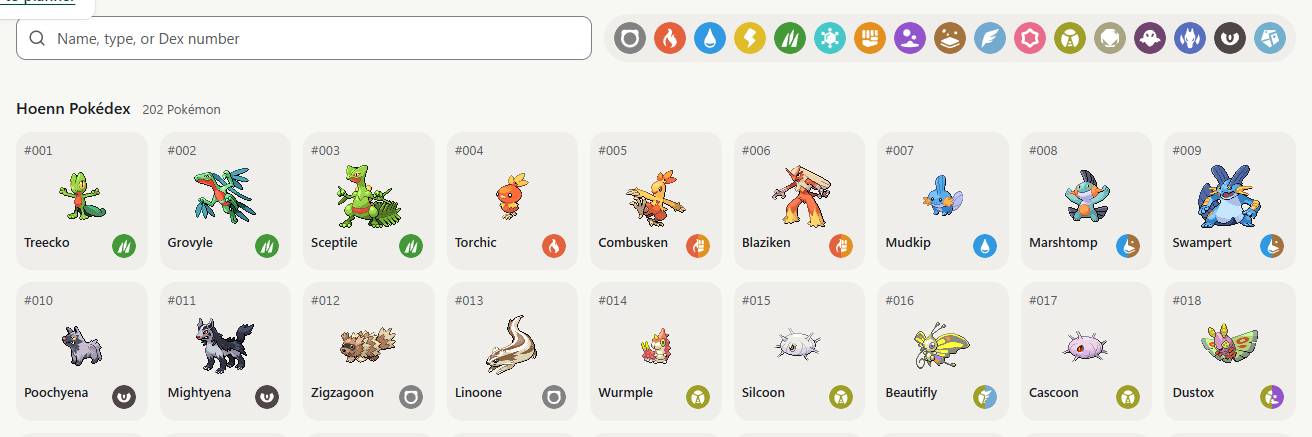 to planner
Name, type, or Dex number
Hoenn Pokédex 202 Pokémon
#001 #002 #003 #004 #005 #006 #007 #008 #009
Treecko Grovyle Sceptile Torchic Combusken Blaziken Mudkip Marshtomp Swampert
#010 #011 #012 #013 #014 #015 #016 #017 #018
Poochyena Mightyena Zigzagoon Linoone Wurmple Silcoon Beautifly Cascoon Dustox